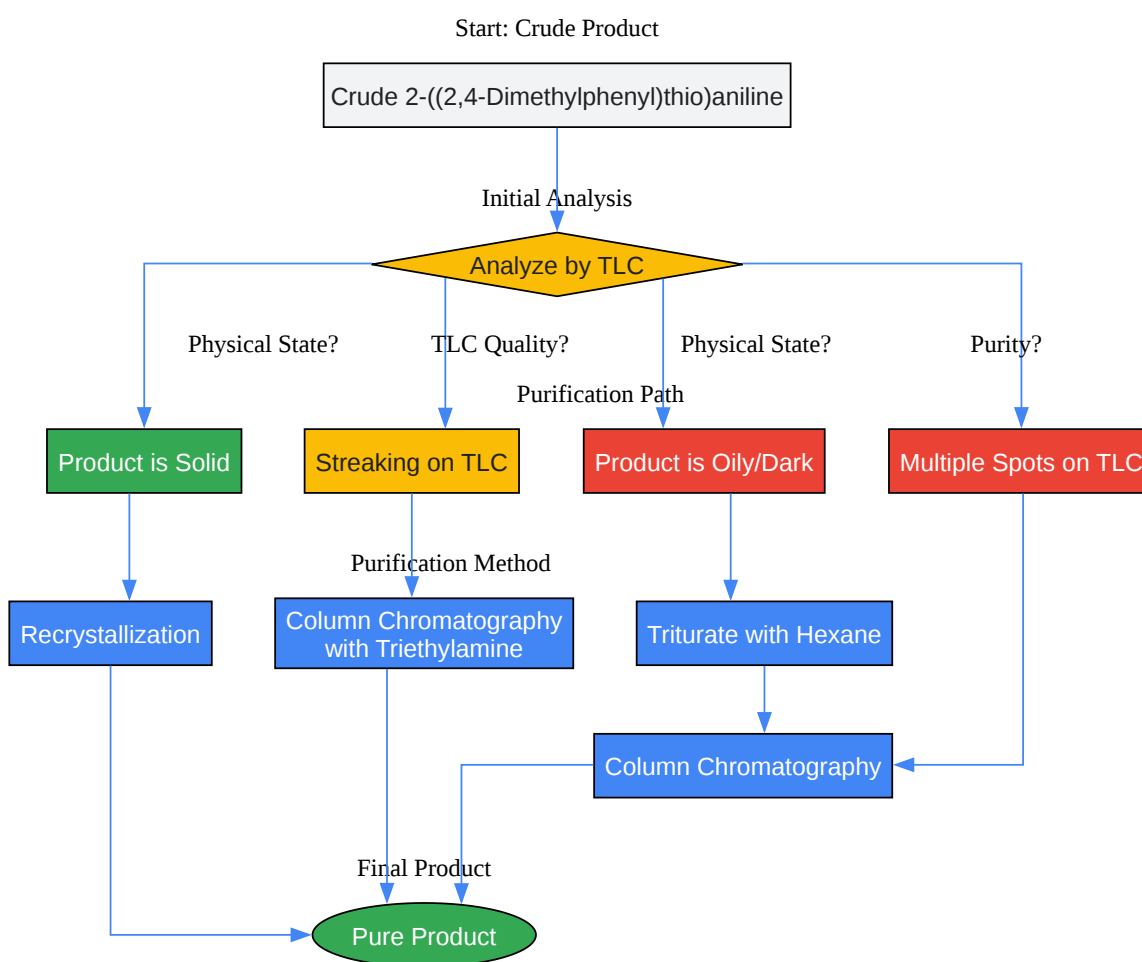 Start: Crude Product
Crude 2-((2,4-Dimethylphenyl)thio)aniline
Initial Analysis
Analyze by TLC
Physical State?
TLC Quality?
Physical State?
Purity?
Purification Path
Product is Solid
Streaking on TLC
Product is Oily/Dark
Multiple Spots on TLC
Purification Method
Recrystallization
Column Chromatography
with Triethylamine
Triturate with Hexane
Column Chromatography
Final Product
Pure Product